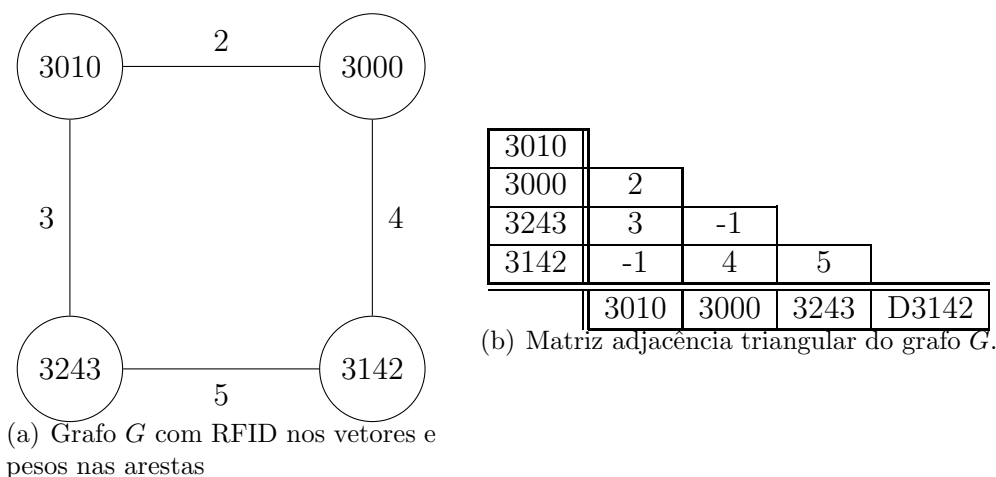 2
3010
3000
3
4
3243
5
3142
(a) Grafo G com RFID nos vetores e
pesos nas arestas
3010
3000 2
3243 3 -1
3142 -1 4 5
3010 3000 3243 D3142
(b) Matriz adjacência triangular do grafo G.